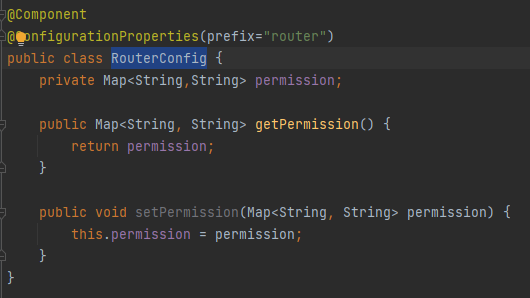 @Component
@ConfigurationProperties(prefix="router")
public class RouterConfig {
    private Map<String,String> permission;
    public Map<String, String> getPermission() {
        return permission;
    }
    public void setPermission(Map<String, String> permission) {
        this.permission = permission;
    }
}